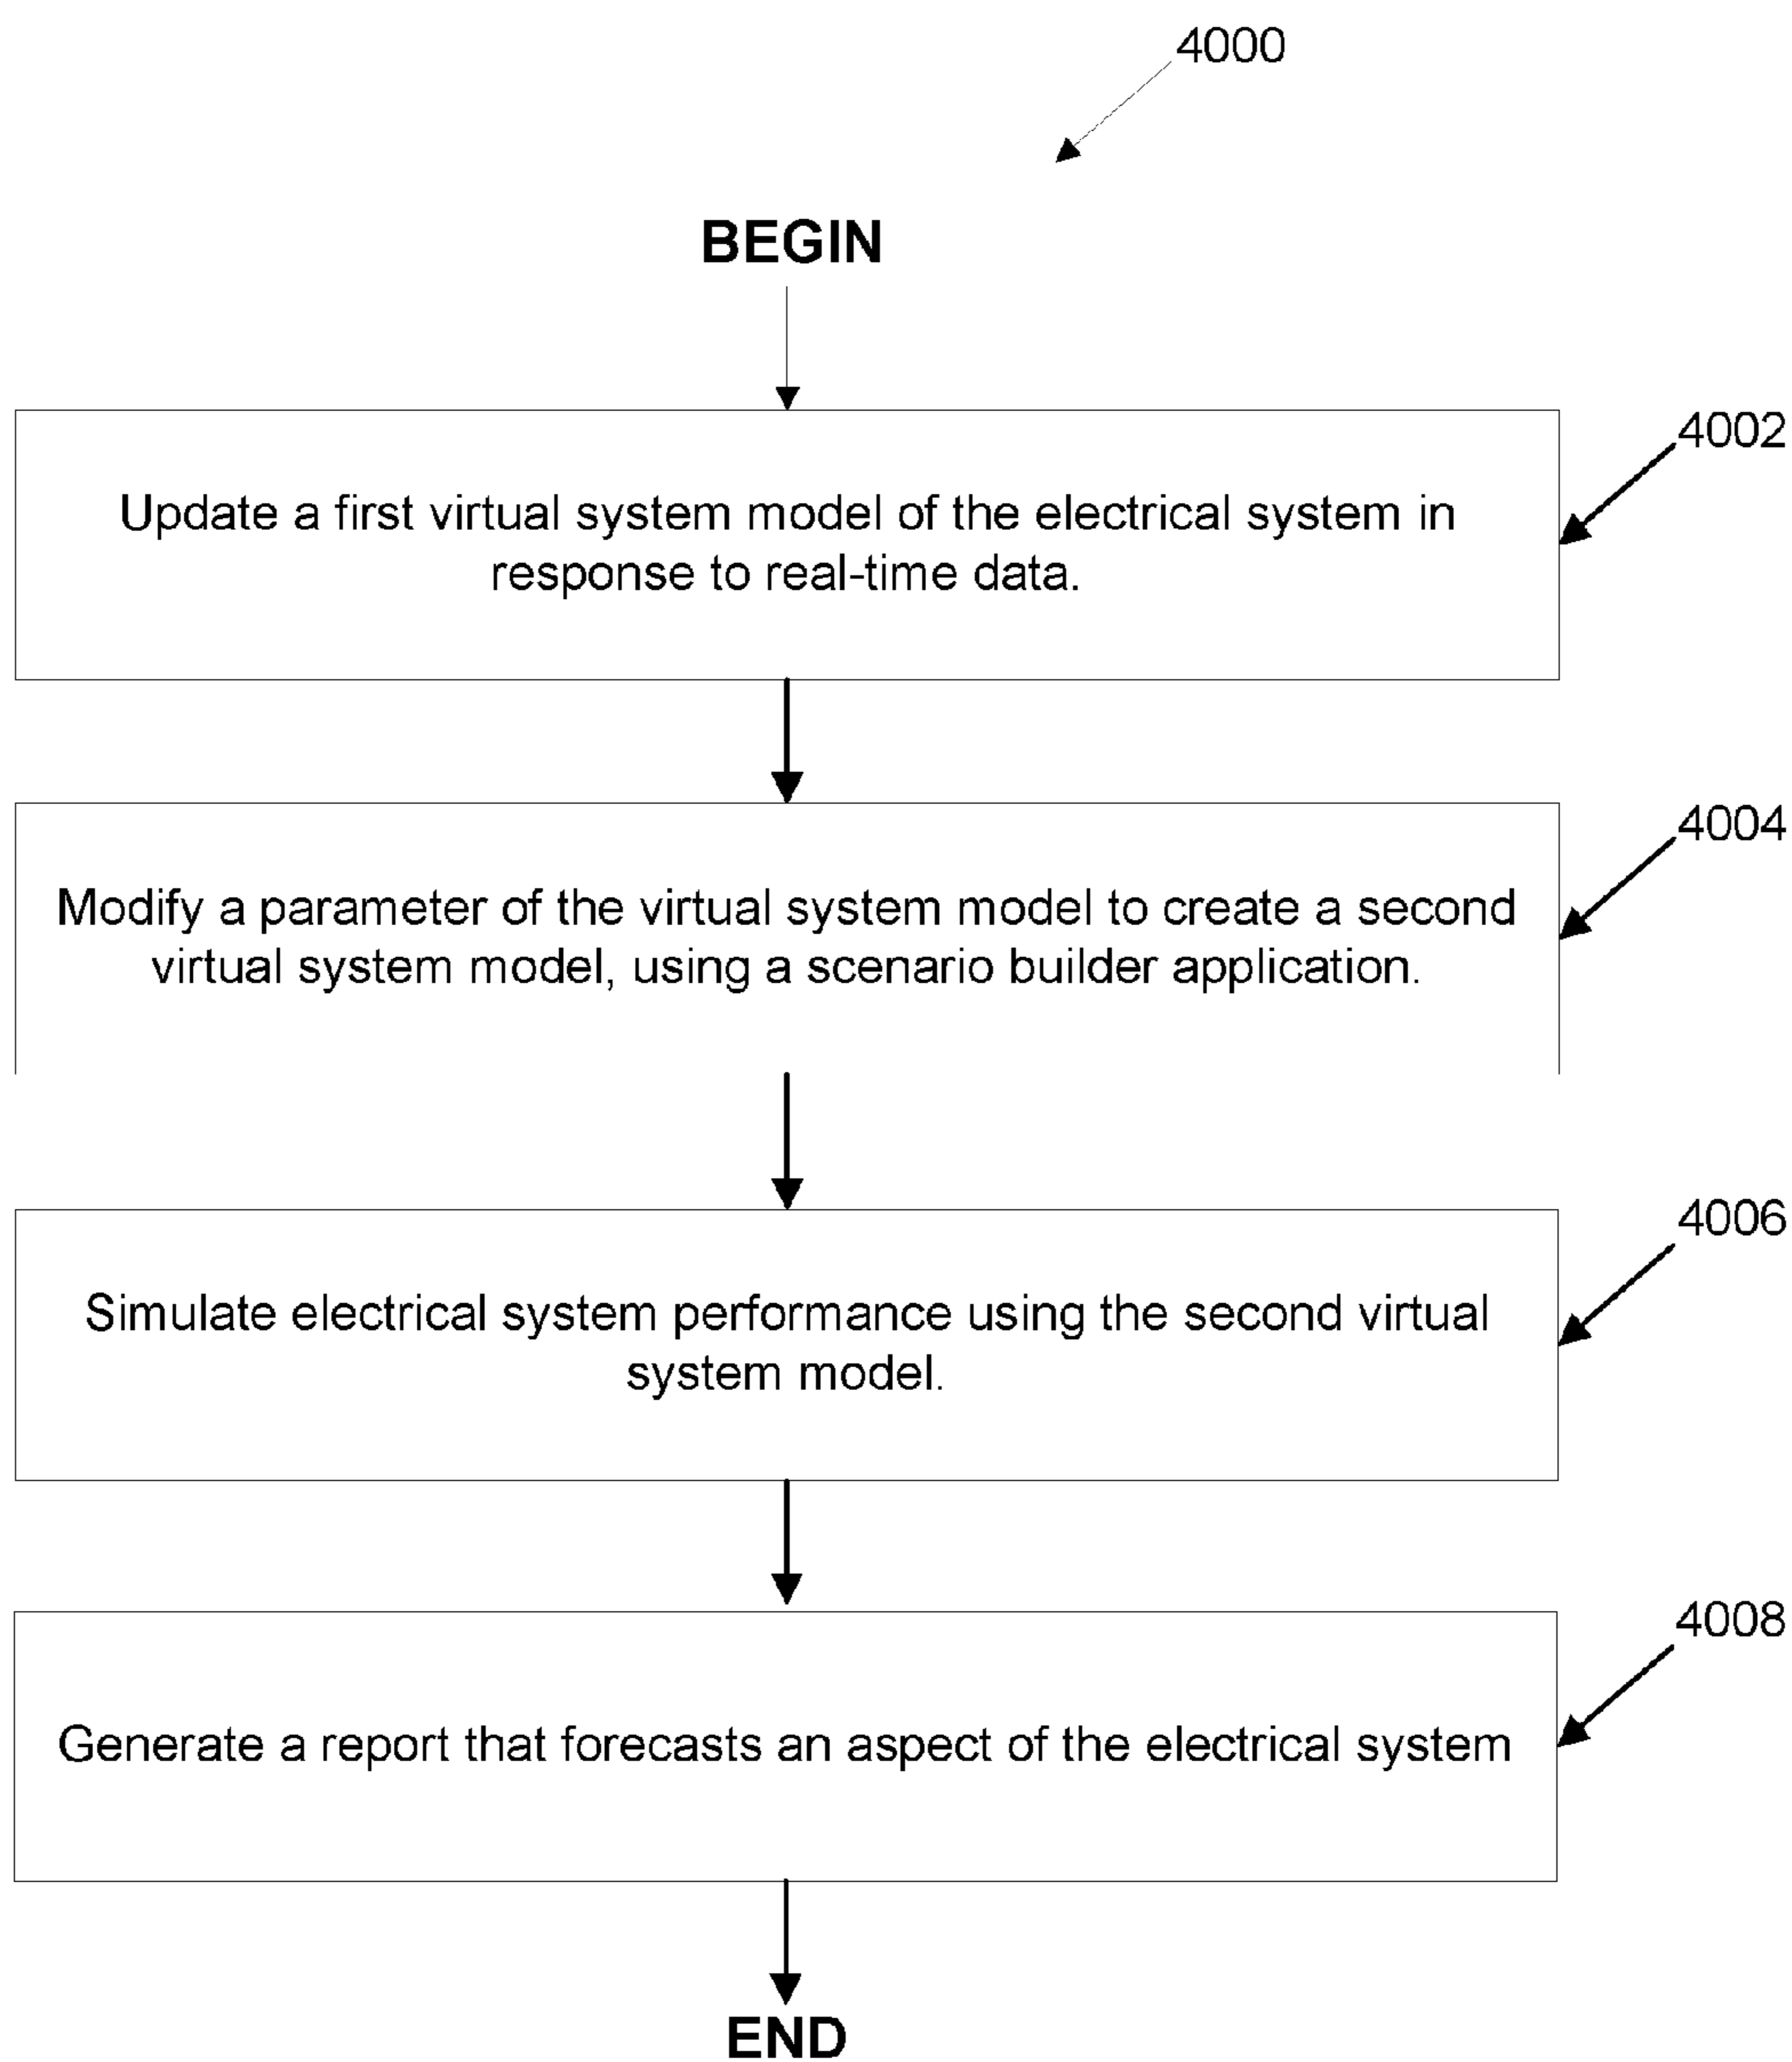 4000
BEGIN
4002
Update a first virtual system model of the electrical system in
response to real-time data.
4004
Modify a parameter of the virtual system model to create a second
virtual system model, using a scenario builder application.
4006
Simulate electrical system performance using the second virtual
system model.
4008
Generate a report that forecasts an aspect of the electrical system
END